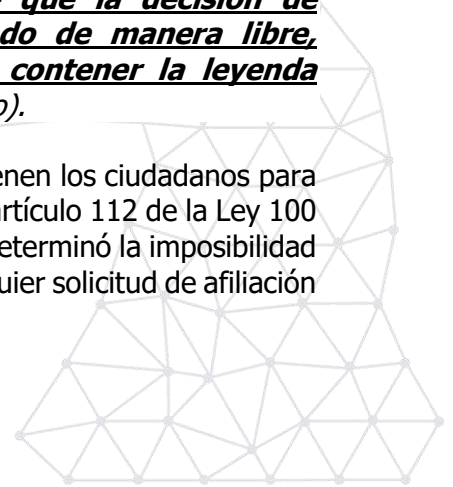 que la decisión de
do de manera libre,
contener la leyenda
o).
enen los ciudadanos para
artículo 112 de la Ley 100
eterminó la imposibilidad
uier solicitud de afiliación